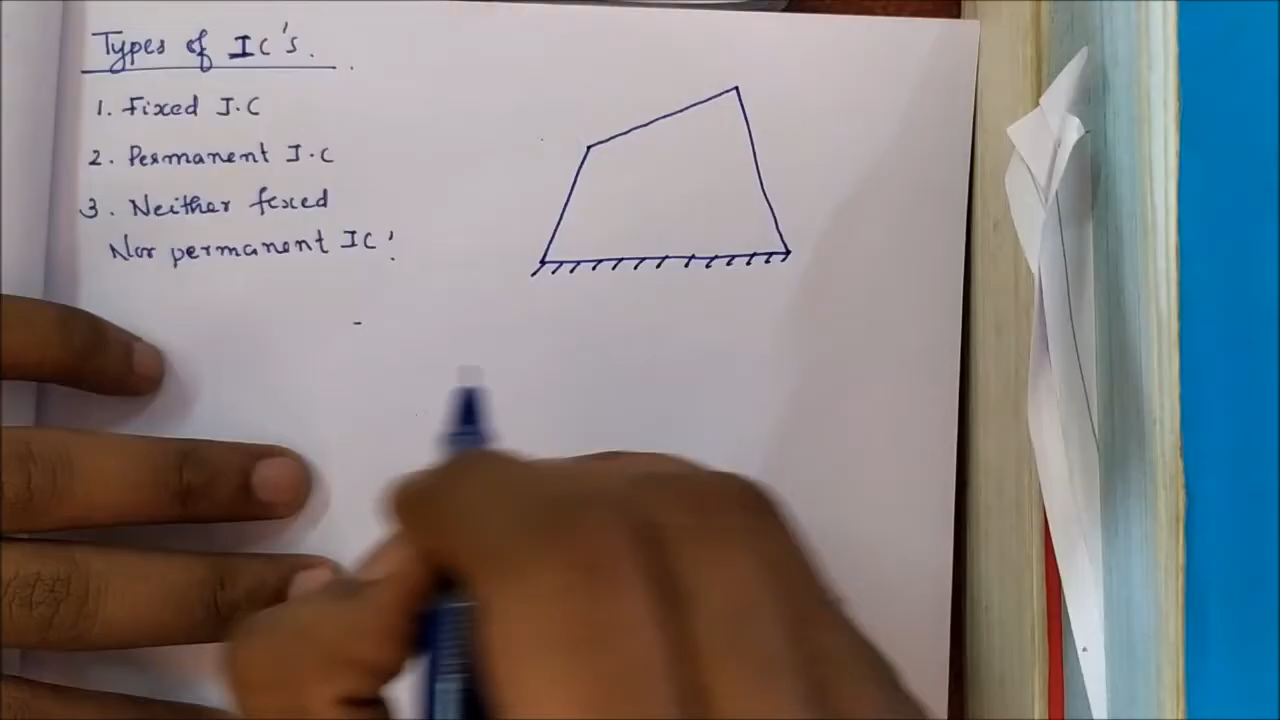 Types of IC's.
1. Fixed I.C
2. Permanent I.C
3. Neither fixed
Nor permanent IC'.